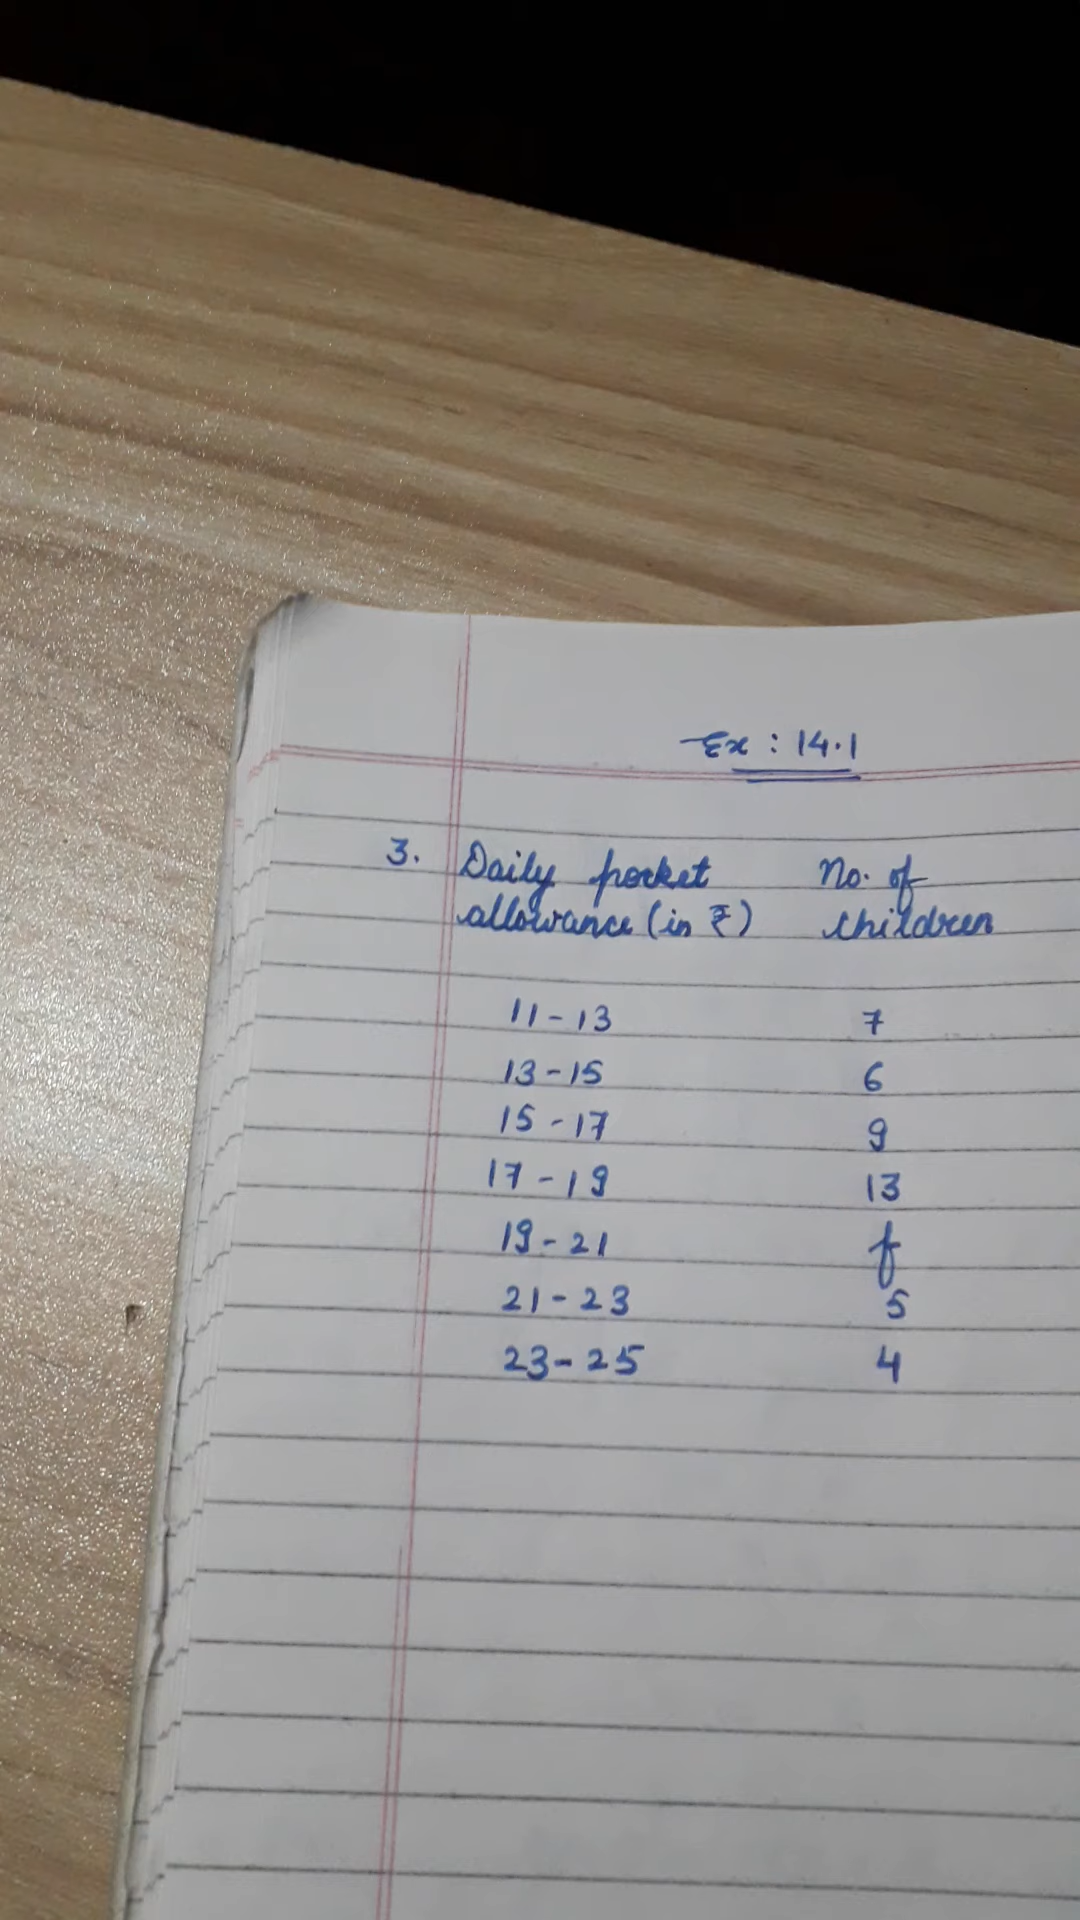 Ex : 14.1
3. Daily pocket No. of
allowance (in ₹) children
11-13 7
13-15 6
15-17 9
17-19 13
19-21 f
21-23 5
23-25 4